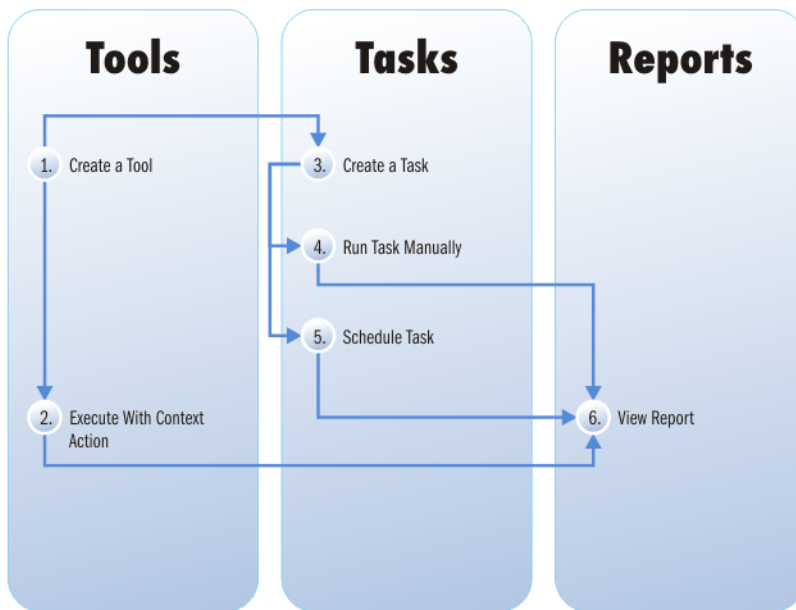 Tools
Tasks
Reports
1. Create a Tool
3. Create a Task
4. Run Task Manually
5. Schedule Task
2. Execute With Context
Action
6. View Report